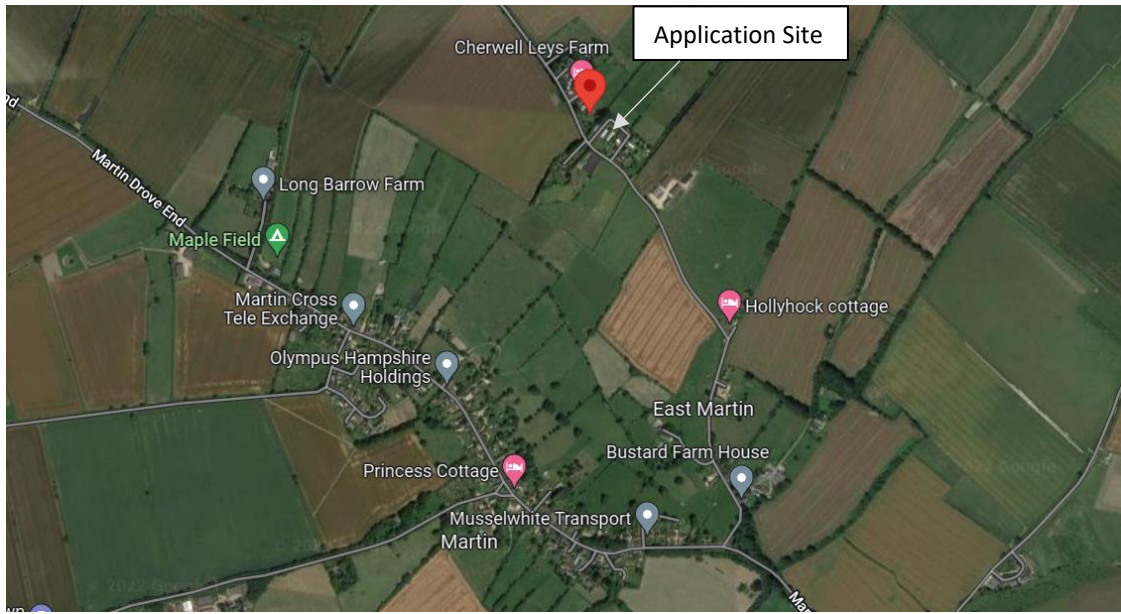 Application Site
Cherwell Leys Farm
Martin Drove End
Long Barrow Farm
Maple Field
Martin Cross
Tele Exchange
Hollyhock cottage
Olympus Hampshire
Holdings
East Martin
Bustard Farm House
Princess Cottage
Musselwhite Transport
Martin